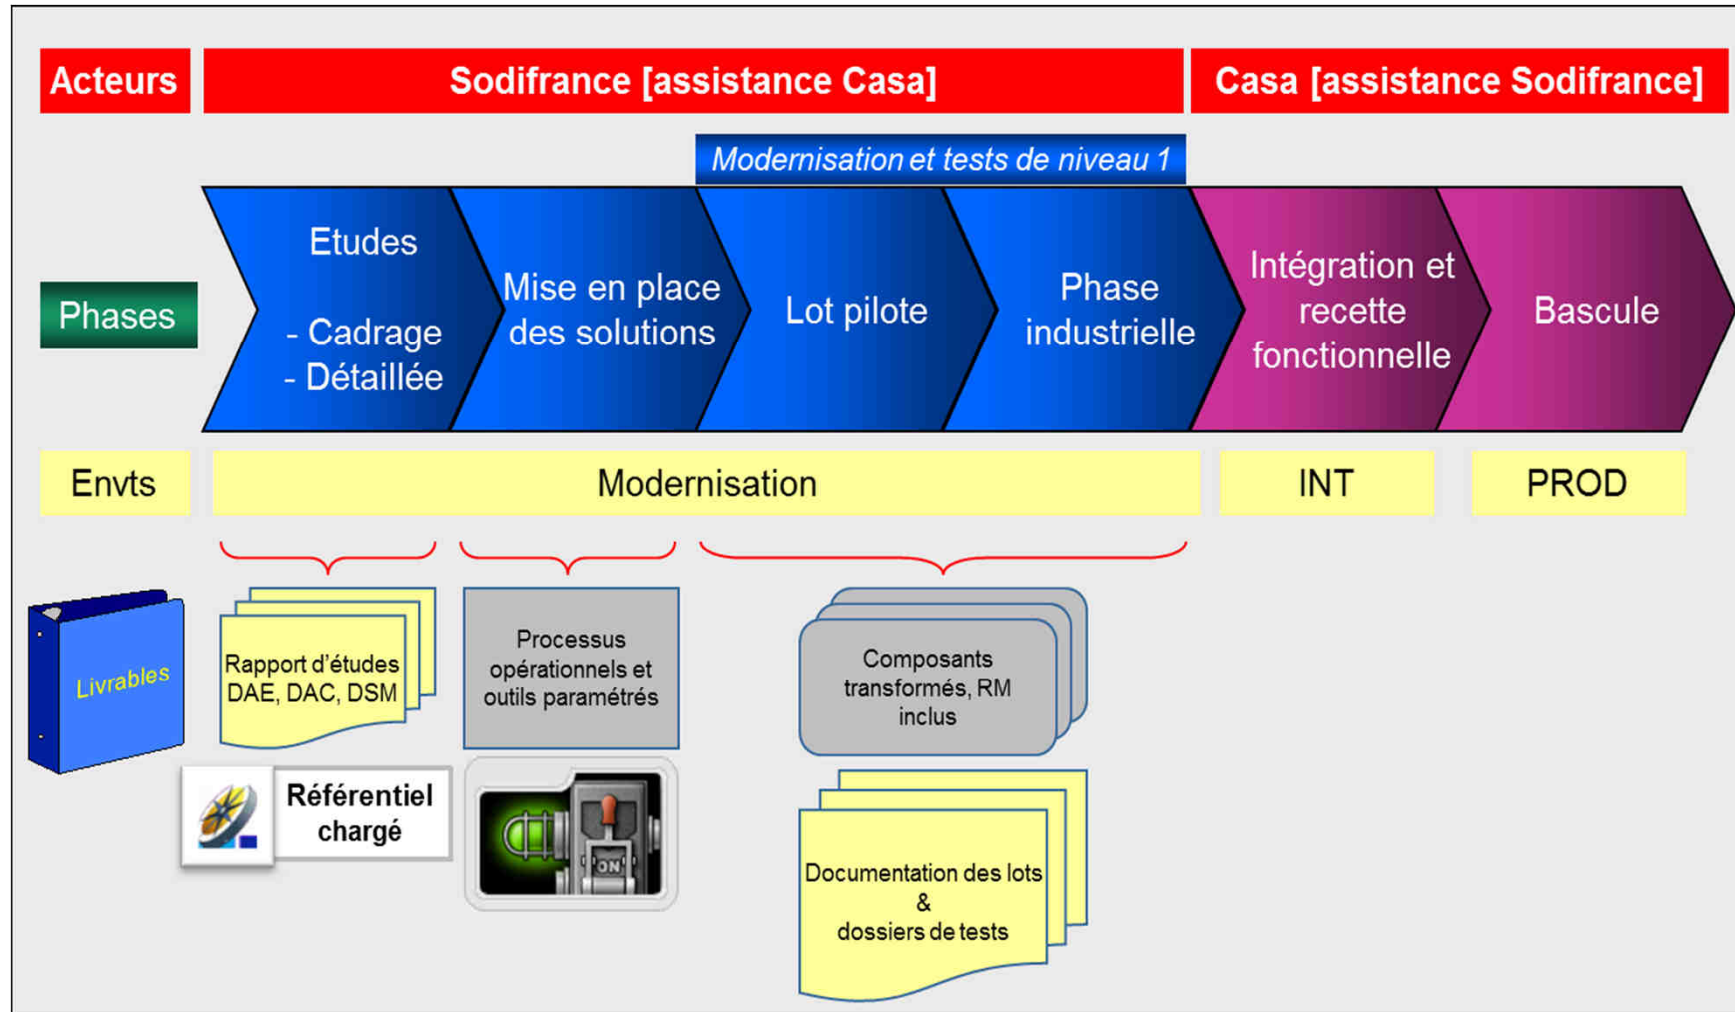 Acteurs
Sodifrance [assistance Casa]
Casa [assistance Sodifrance]
Modernisation et tests de niveau 1
Phases
Etudes
- Cadrage
- Détaillée
Mise en place
des solutions
Lot pilote
Phase
industrielle
Intégration et
recette
fonctionnelle
Bascule
Envts
Modernisation
INT
PROD
Livrables
Rapport d'études
DAE, DAC, DSM
Référentiel
chargé
Processus
opérationnels et
outils paramétrés
ON
Composants
transformés, RM
inclus
Documentation des lots
&
dossiers de tests